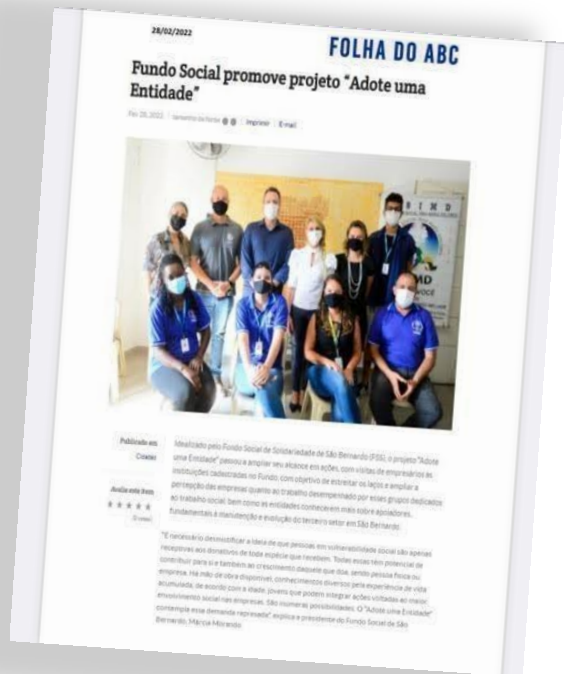 28/02/2022
FOLHA DO ABC
Fundo Social promove projeto "Adote uma
Entidade"
Fev 28, 2022 Imprimir E-mail
B I M D
MD
VOCÊ
Publicado em
Cidades
Avalie este item
Idealizado pelo Fundo Social de Solidariedade de São Bernardo (FSS), o projeto "Adote
uma Entidade" passou a ampliar seu alcance em ações, com visitas de empresários às
instituições cadastradas no Fundo, com objetivo de estreitar os laços e ampliar a
percepção das empresas quanto ao trabalho desempenhado por esses grupos dedicados
ao trabalho social, bem como as entidades conhecerem mais sobre apoiadores,
fundamentais à manutenção e evolução do terceiro setor em São Bernardo.
"É necessário desmistificar a ideia de que pessoas em vulnerabilidade social são apenas
receptivas aos donativos de toda espécie que recebem. Todas essas têm potencial de
contribuir para si e também ao crescimento daquele que doa, sendo pessoa física ou
empresa. Há mão de obra disponível, conhecimentos diversos pela experiência de vida
acumulada, de acordo com a idade, jovens que podem integrar ações voltadas ao maior
envolvimento social nas empresas. São inúmeras possibilidades. O "Adote uma Entidade"
contempla essa demanda represada" explica a presidente do Fundo Social de São
Bernardo, Márcia Morando.